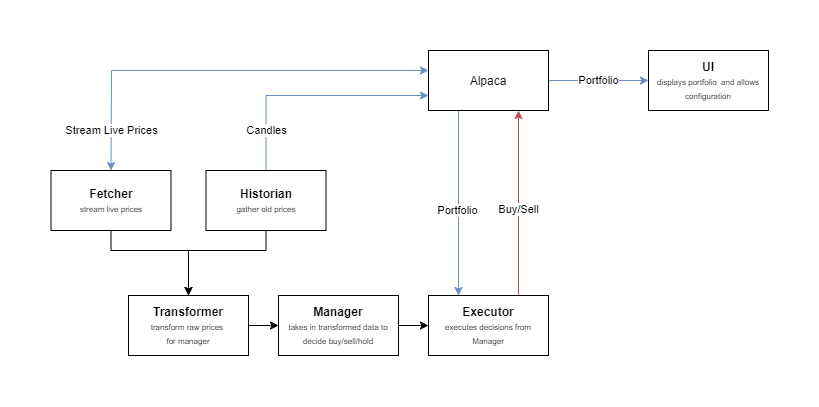 Alpaca
Portfolio
UI
displays portfolio and allows
configuration
Stream Live Prices
Candles
Fetcher
stream live prices
Historian
gather old prices
Portfolio
Buy/Sell
Transformer
transform raw prices
for manager
Manager
takes in transformed data to
decide buy/sell/hold
Executor
executes decisions from
Manager